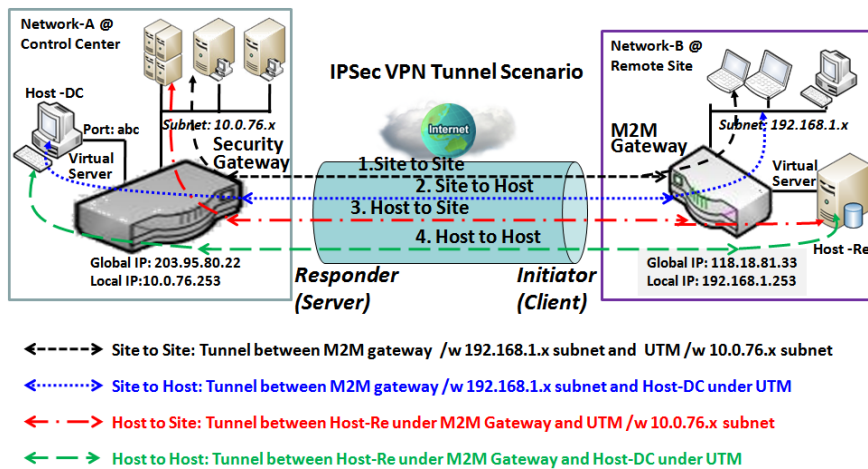 Network-A @
Control Center
Host -DC
Port: abc
Subnet: 10.0.76.x
Virtual
Server
Security
Gateway
Global IP: 203.95.80.22
Local IP:10.0.76.253
IPSec VPN Tunnel Scenario
Internet
1.Site to Site
2. Site to Host
3. Host to Site
4. Host to Host
Responder
(Server)
Initiator
(Client)
Network-B @
Remote Site
Subnet: 192.168.1.x
M2M
Gateway
Virtual
Server
Host -Re
Global IP: 118.18.81.33
Local IP: 192.168.1.253
Site to Site: Tunnel between M2M gateway /w 192.168.1.x subnet and UTM /w 10.0.76.x subnet
Site to Host: Tunnel between M2M gateway /w 192.168.1.x subnet and Host-DC under UTM
Host to Site: Tunnel between Host-Re under M2M Gateway and UTM /w 10.0.76.x subnet
Host to Host: Tunnel between Host-Re under M2M Gateway and Host-DC under UTM